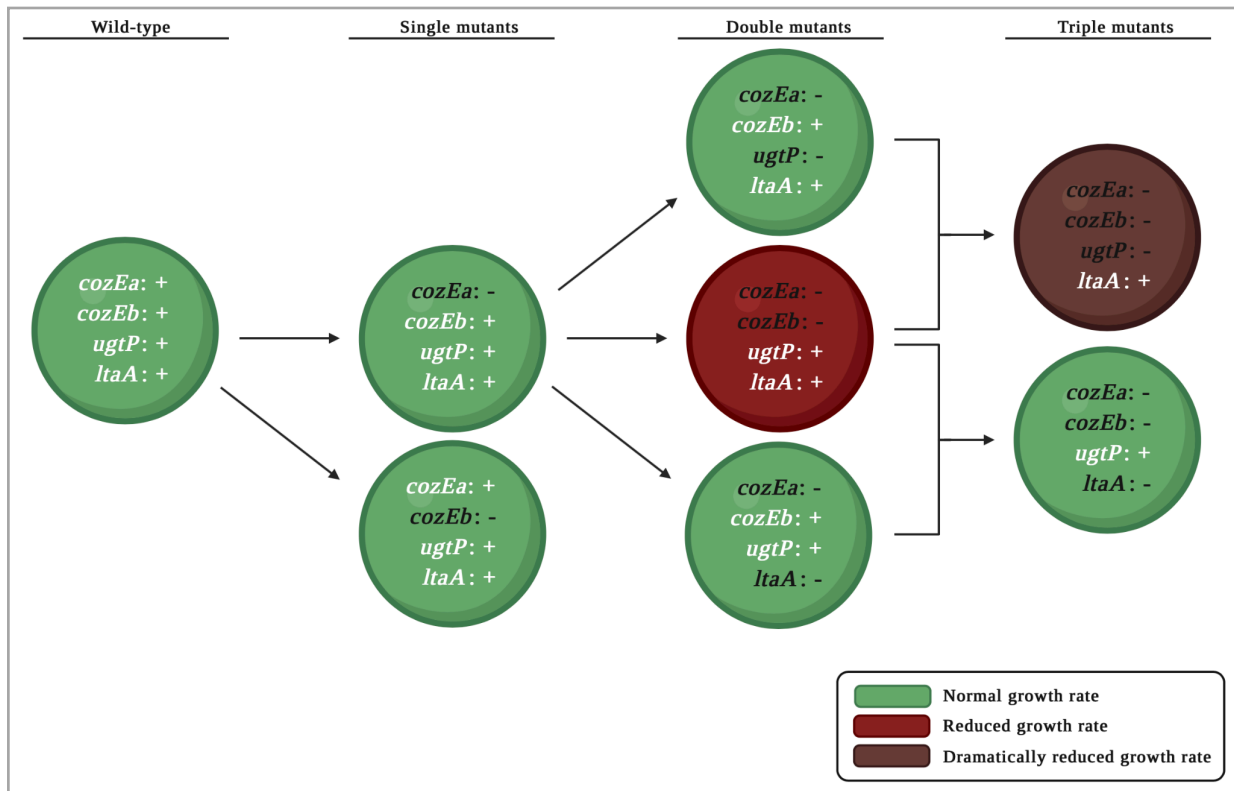 Wild-type
Single mutants
Double mutants
Triple mutants
cozEa: +
cozEb: +
ugtP: +
ltaA: +
cozEa: -
cozEb: +
ugtP: +
ltaA: +
cozEa: +
cozEb: -
ugtP: +
ltaA: +
cozEa: -
cozEb: +
ugtP: -
ltaA: +
cozEa: -
cozEb: -
ugtP: +
ltaA: +
cozEa: -
cozEb: +
ugtP: +
ltaA: -
cozEa: -
cozEb: -
ugtP: -
ltaA: +
cozEa: -
cozEb: -
ugtP: +
ltaA: -
Normal growth rate
Reduced growth rate
Dramatically reduced growth rate